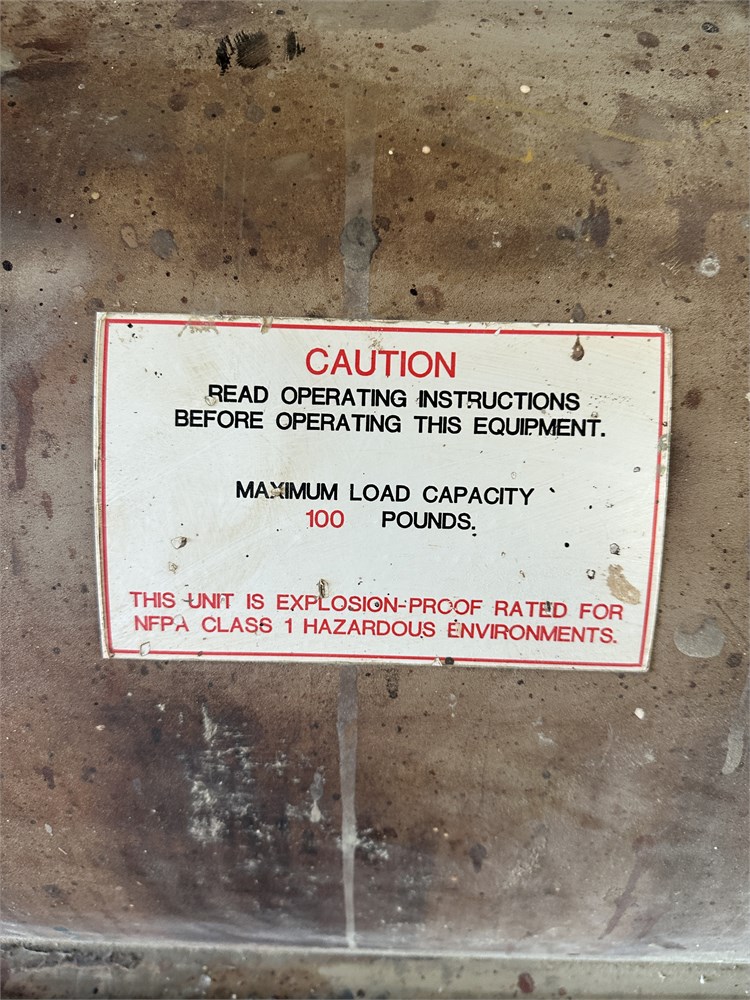 CAUTION
READ OPERATING INSTRUCTIONS
BEFORE OPERATING THIS EQUIPMENT.
MAXIMUM LOAD CAPACITY
100 POUNDS.
THIS UNIT IS EXPLOSION-PROOF RATED FOR
NFPA CLASS 1 HAZARDOUS ENVIRONMENTS.